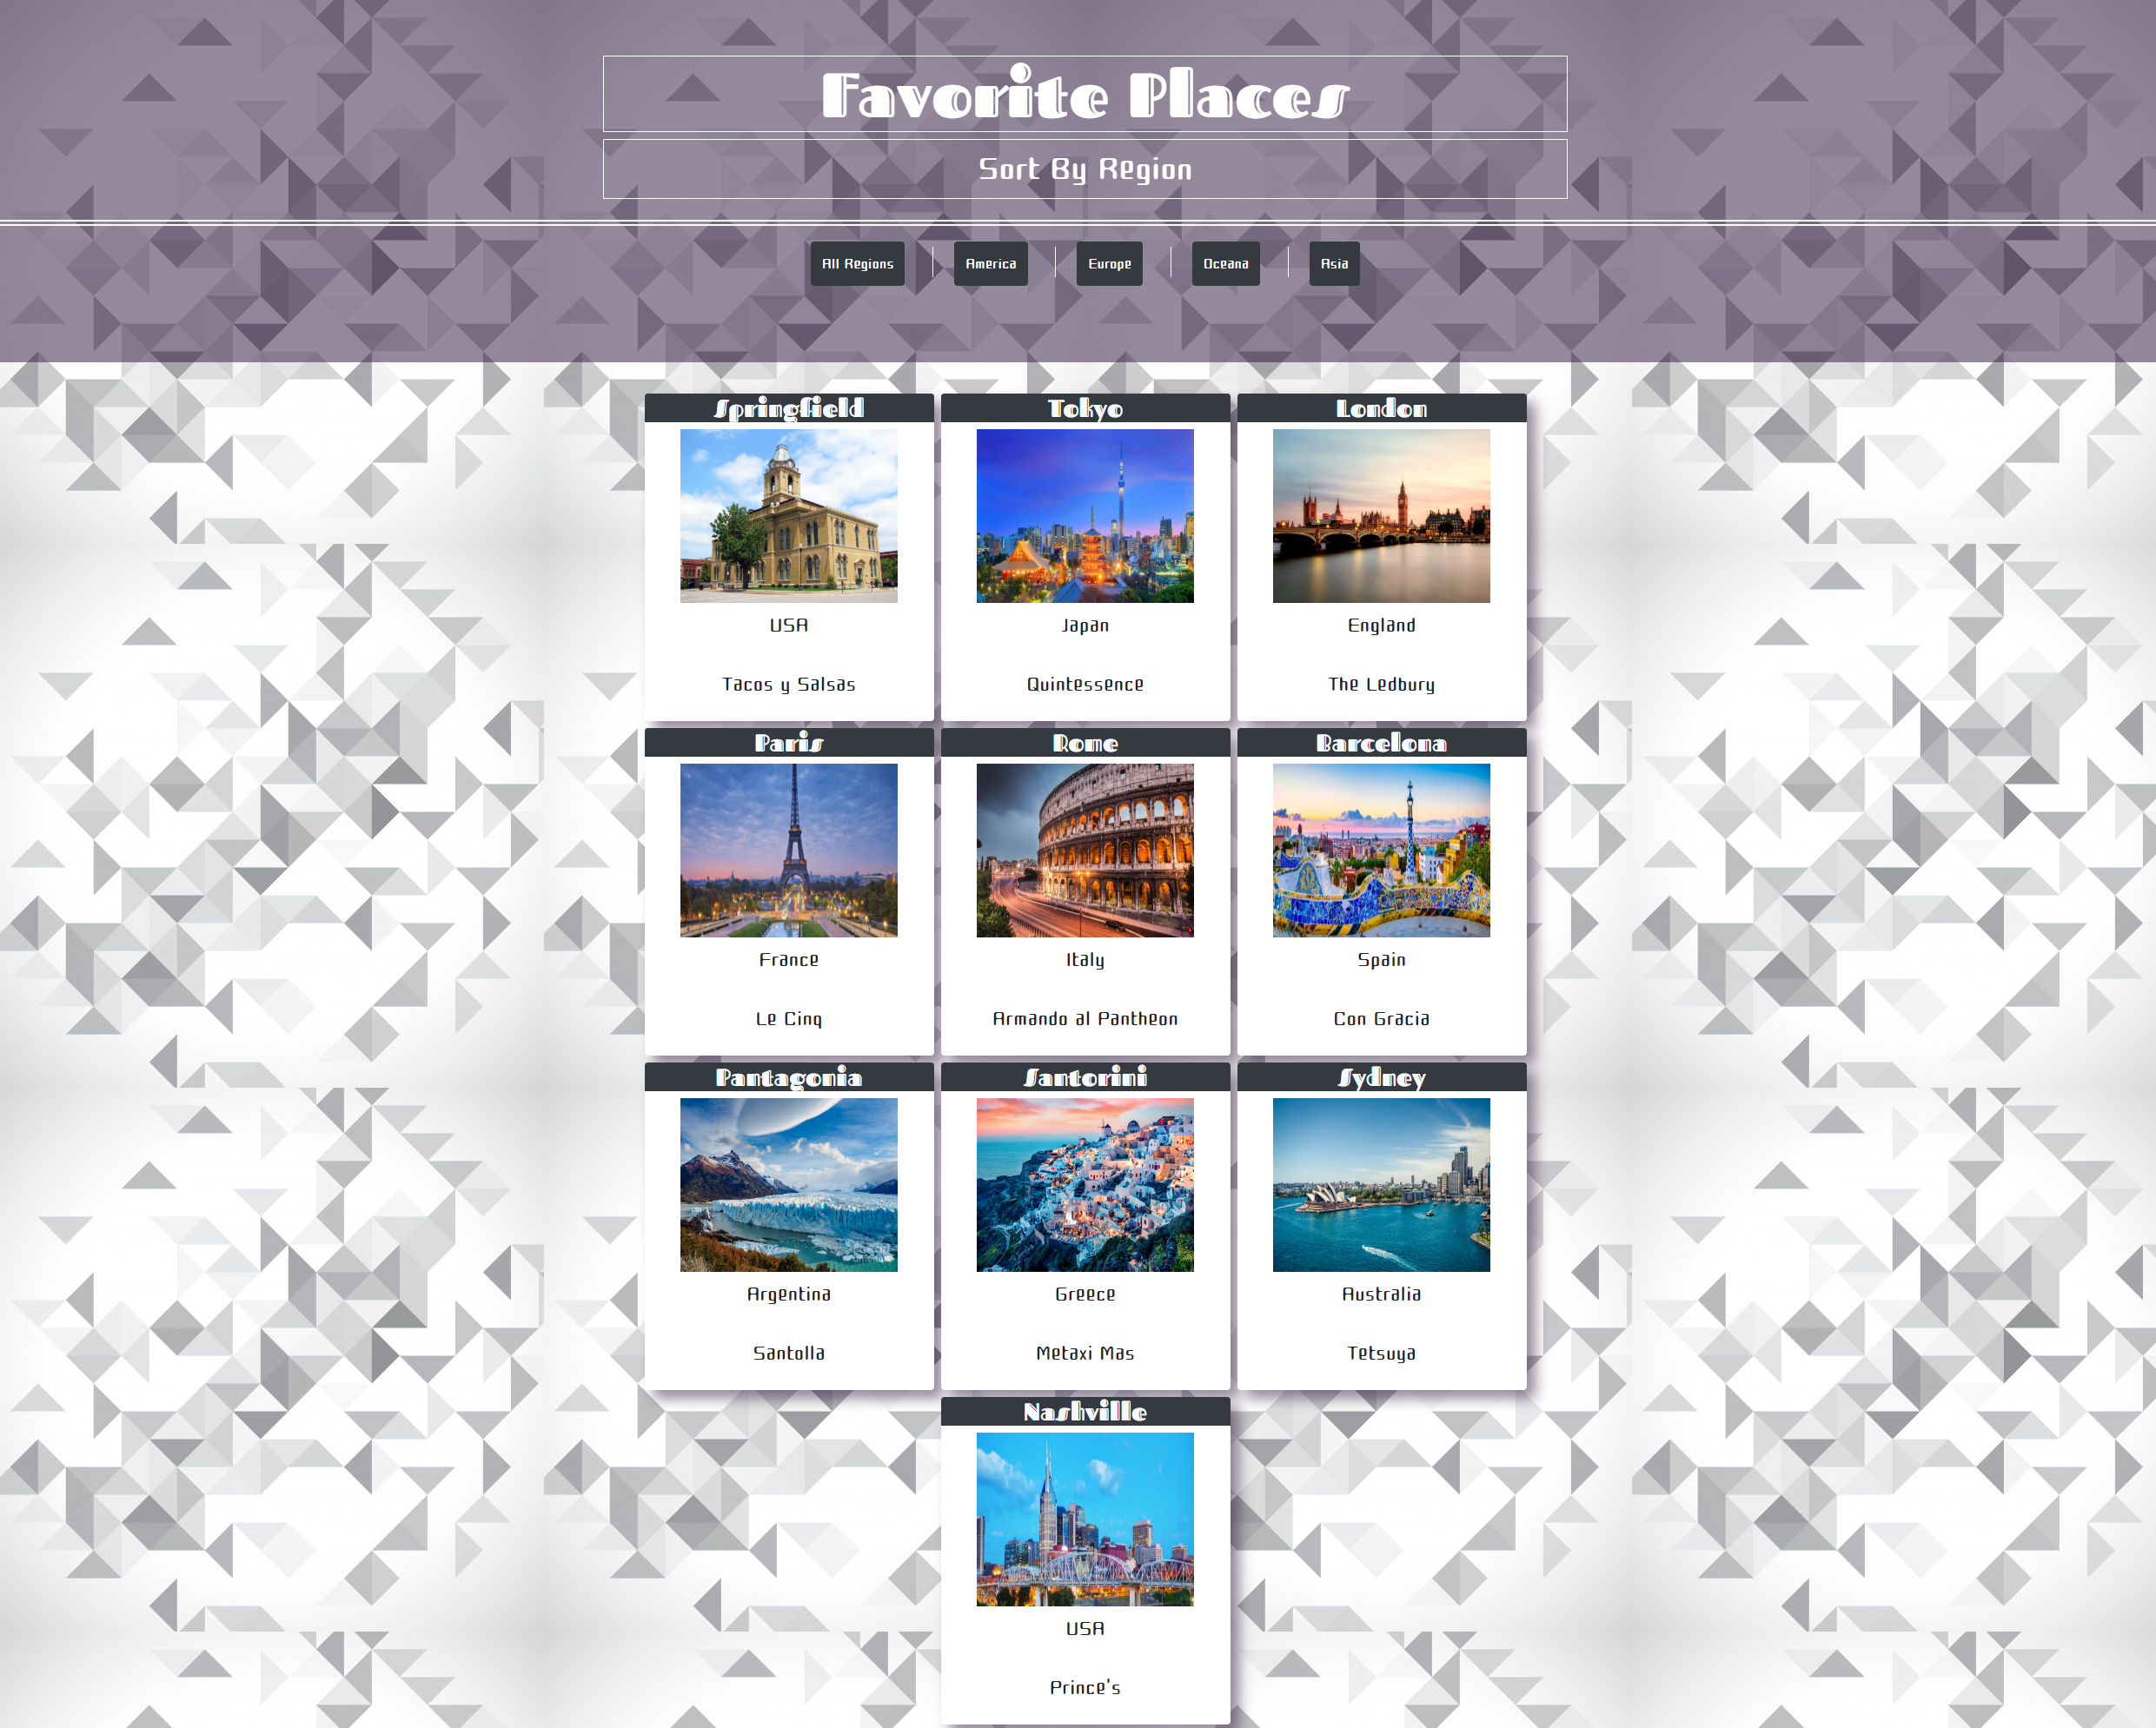 Favorite Places
Sort By Region
All Regions
America
Europe
Oceana
Asia
Springfield
USA
Tacos y Salsas
Tokyo
Japan
Quintessence
London
England
The Ledbury
Paris
France
Le Cinq
Rome
Italy
Armando al Pantheon
Barcelona
Spain
Con Gracia
Pantagonia
Argentina
Santolla
Santorini
Greece
Metaxi Mas
Sydney
Australia
Tetsuya
Nashville
USA
Prince's